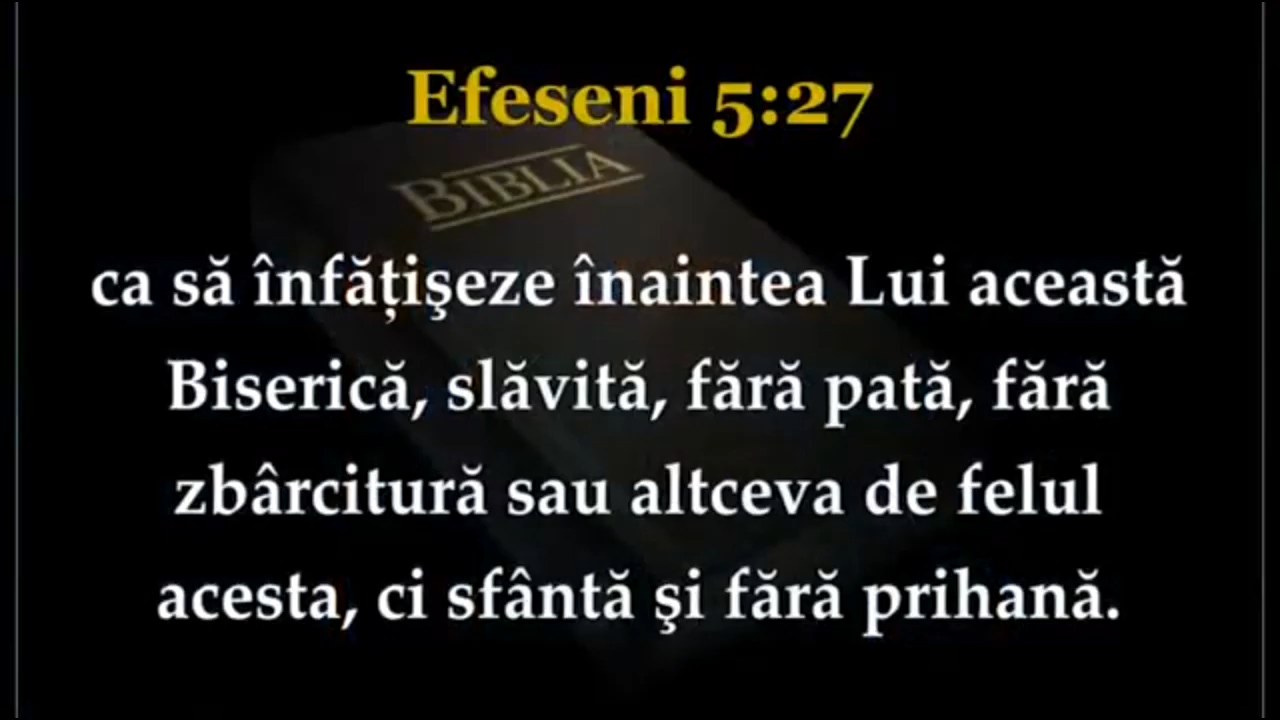 Efeseni 5:27
BIBLIA
ca să înfăţişeze înaintea Lui această
Biserică, slăvită, fără pată, fără
zbârcitură sau altceva de felul
acesta, ci sfântă şi fără prihană.